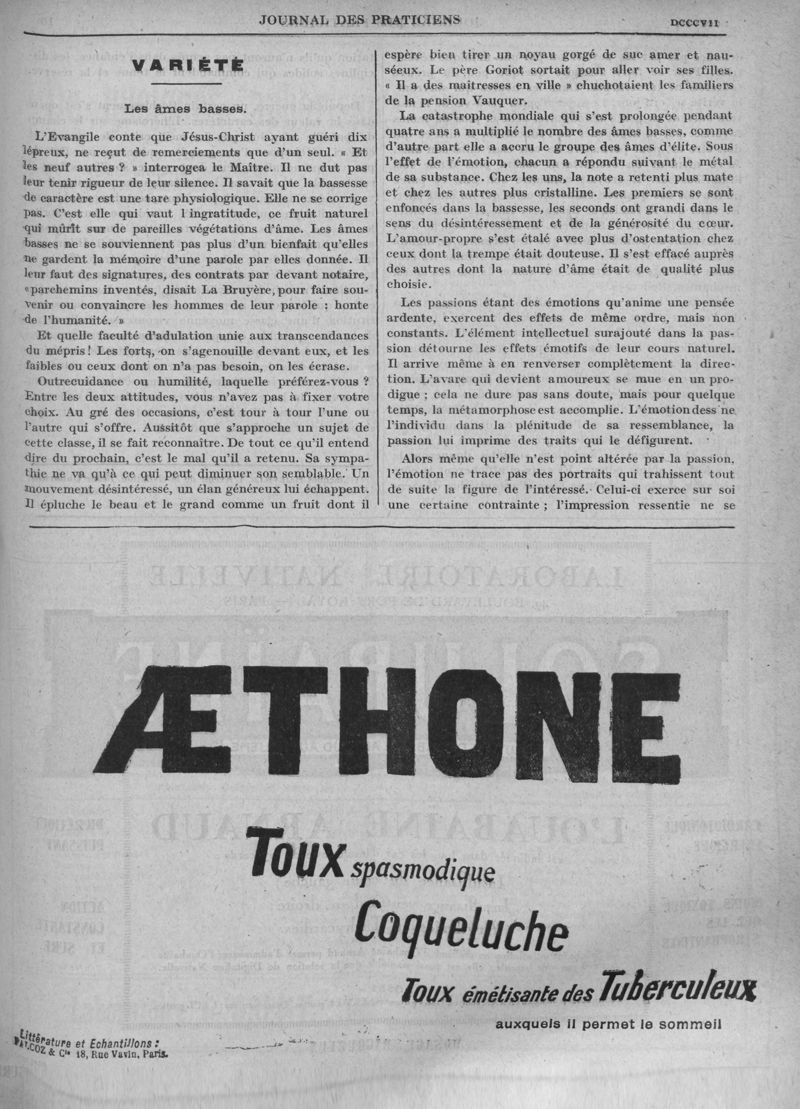 JOURNAL DES PRATICIENS
DCCCVII
VARIÉTÉ
Les âmes basses.
L'Evangile conte que Jésus-Christ ayant guéri dix
lépreux, ne reçut de remerciements que d'un seul. « Et
les neuf autres ? » interrogea le Maître. Il ne dut pas
leur tenir rigueur de leur silence. Il savait que la bassesse
de caractère est une tare physiologique. Elle ne se corrige
pas. C'est elle qui vaut l'ingratitude, ce fruit naturel
qui mûrît sur de pareilles végétations d'âme. Les âmes
basses ne se souviennent pas plus d'un bienfait qu'elles
ne gardent la mémoire d'une parole par elles donnée. Il
leur faut des signatures, des contrats par devant notaire,
« parchemins inventés, disait La Bruyère, pour faire sou-
venir ou convaincre les hommes de leur parole : honte
de l'humanité. »
Et quelle faculté d'adulation unie aux transcendances
du mépris ! Les forts, on s'agenouille devant eux, et les
faibles ou ceux dont on n'a pas besoin, on les écrase.
Outrecuidance ou humilité, laquelle préférez-vous ?
Entre les deux attitudes, vous n'avez pas à fixer votre
choix. Au gré des occasions, c'est tour à tour l'une ou
l'autre qui s'offre. Aussitôt que s'approche un sujet de
cette classe, il se fait reconnaître. De tout ce qu'il entend
dire du prochain, c'est le mal qu'il a retenu. Sa sympa-
thie ne va qu'à ce qui peut diminuer son semblable. Un
mouvement désintéressé, un élan généreux lui échappent.
Il épluche le beau et le grand comme un fruit dont il
espère bien tirer un noyau gorgé de suc amer et nau-
séeux. Le père Goriot sortait pour aller voir ses filles.
« Il a des maitresses en ville » chuchotaient les familiers
de la pension Vauquer.
La catastrophe mondiale qui s'est prolongée pendant
quatre ans a multiplié le nombre des âmes basses, comme
d'autre part elle a accru le groupe des âmes d'élite. Sous
l'effet de l'émotion, chacun a répondu suivant le métal
de sa substance. Chez les uns, la note a retenti plus mate
et chez les autres plus cristalline. Les premiers se sont
enfoncés dans la bassesse, les seconds ont grandi dans le
sens du désintéressement et de la générosité du cœur.
L'amour-propre s'est étalé avec plus d'ostentation chez
ceux dont la trempe était douteuse. Il s'est effacé auprès
des autres dont la nature d'âme était de qualité plus
choisie.
Les passions étant des émotions qu'anime une pensée
ardente, exercent des effets de même ordre, mais non
constants. L'élément intellectuel surajouté dans la pas-
sion détourne les effets émotifs de leur cours naturel.
Il arrive même à en renverser complètement la direc-
tion. L'avare qui devient amoureux se mue en un pro-
digue ; cela ne dure pas sans doute, mais pour quelque
temps, la métamorphose est accomplie. L'émotion dess ne
l'individu dans la plénitude de sa ressemblance, la
passion lui imprime des traits qui le défigurent.
Alors même qu'elle n'est point altérée par la passion,
l'émotion ne trace pas des portraits qui trahissent tout
de suite la figure de l'intéressé. Celui-ci exerce sur soi
une certaine contrainte ; l'impression ressentie ne se
ÆTHONE
Toux spasmodique
Coqueluche
Toux émétisante des Tuberculeux
auxquels il permet le sommeil
Littérature et Echantillons :
& Cie 18, Rue Vavin, Paris.